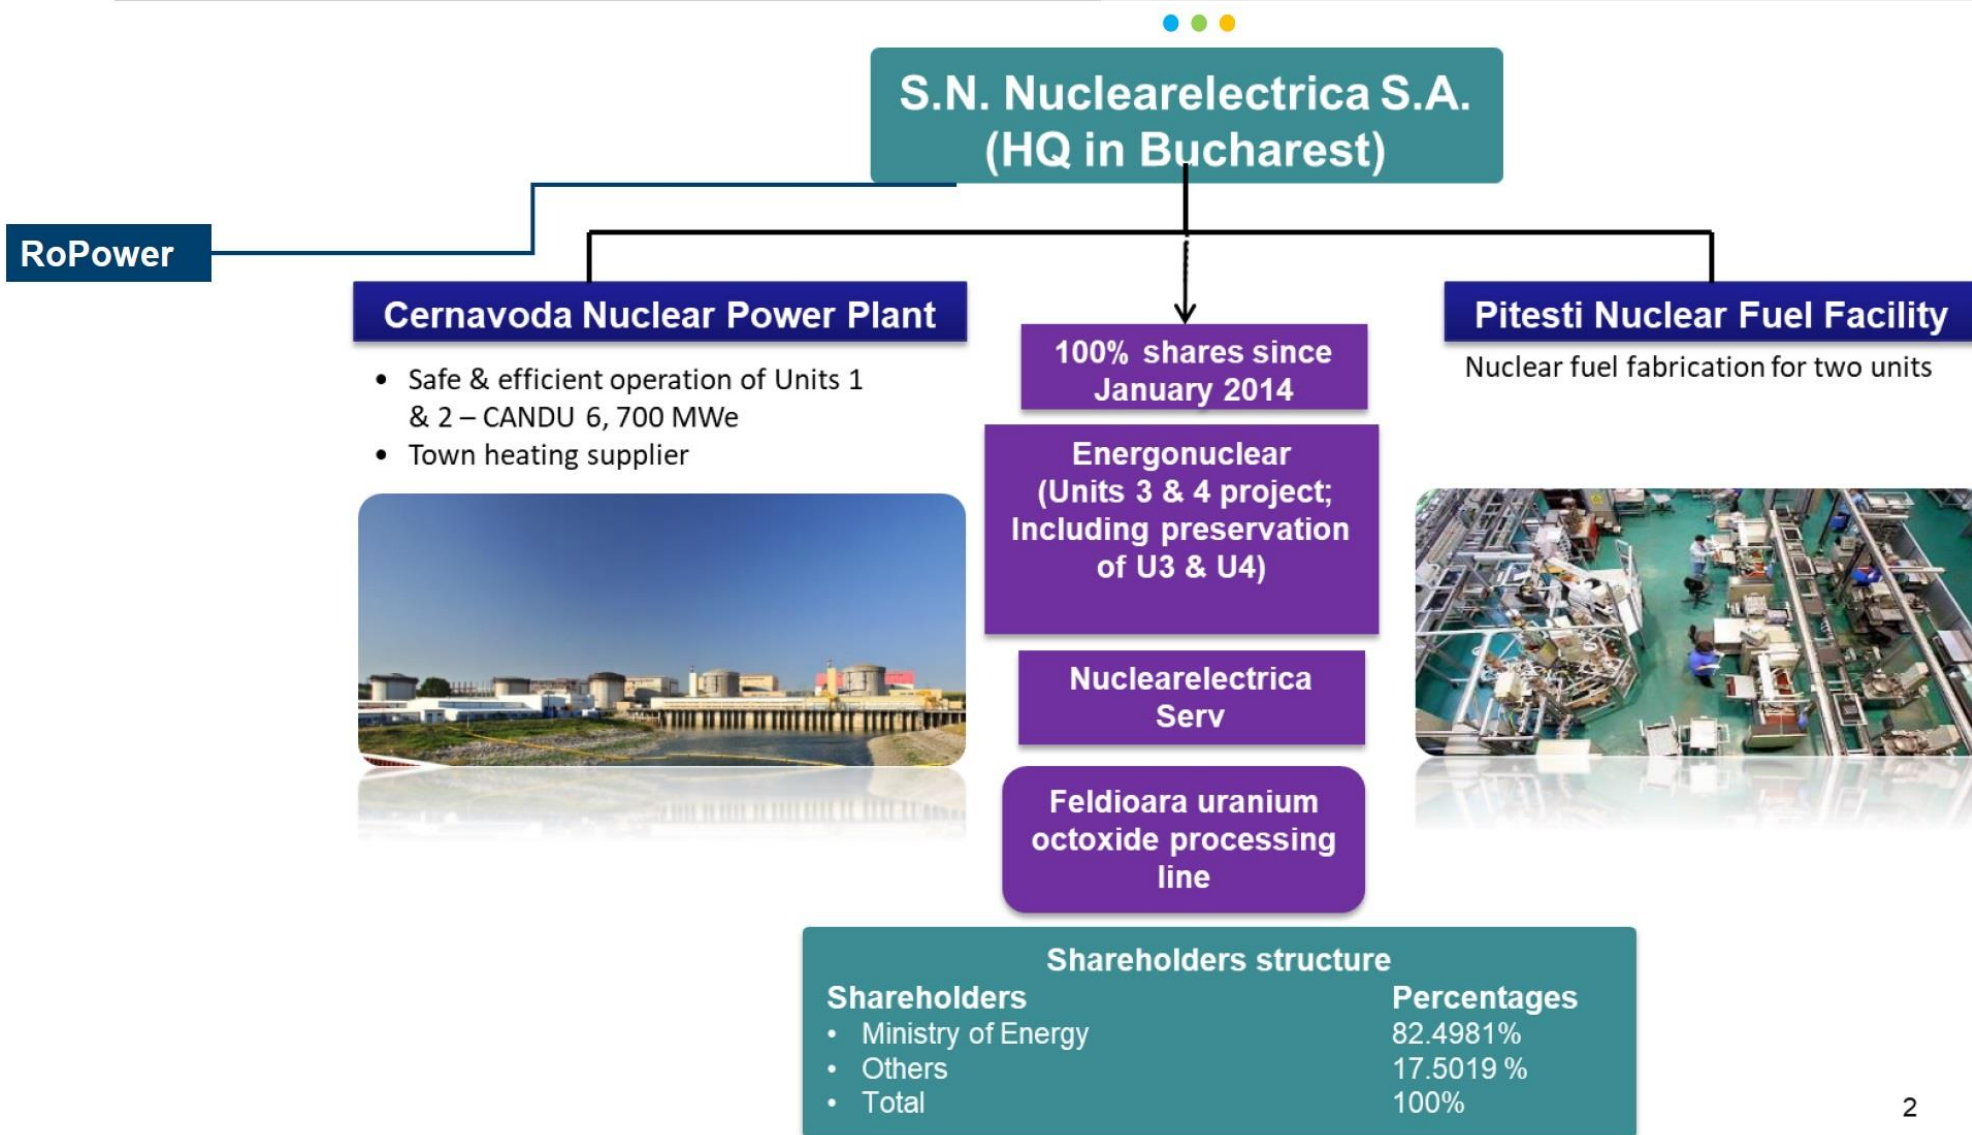 S.N. Nuclearelectrica S.A.
(HQ in Bucharest)
RoPower
Cernavoda Nuclear Power Plant
• Safe & efficient operation of Units 1
& 2 – CANDU 6, 700 MWe
• Town heating supplier
100% shares since
January 2014
Energonuclear
(Units 3 & 4 project;
Including preservation
of U3 & U4)
Nuclearelectrica
Serv
Feldioara uranium
octoxide processing
line
Pitesti Nuclear Fuel Facility
Nuclear fuel fabrication for two units
Shareholders structure
Shareholders Percentages
• Ministry of Energy 82.4981%
• Others 17.5019 %
• Total 100%
2